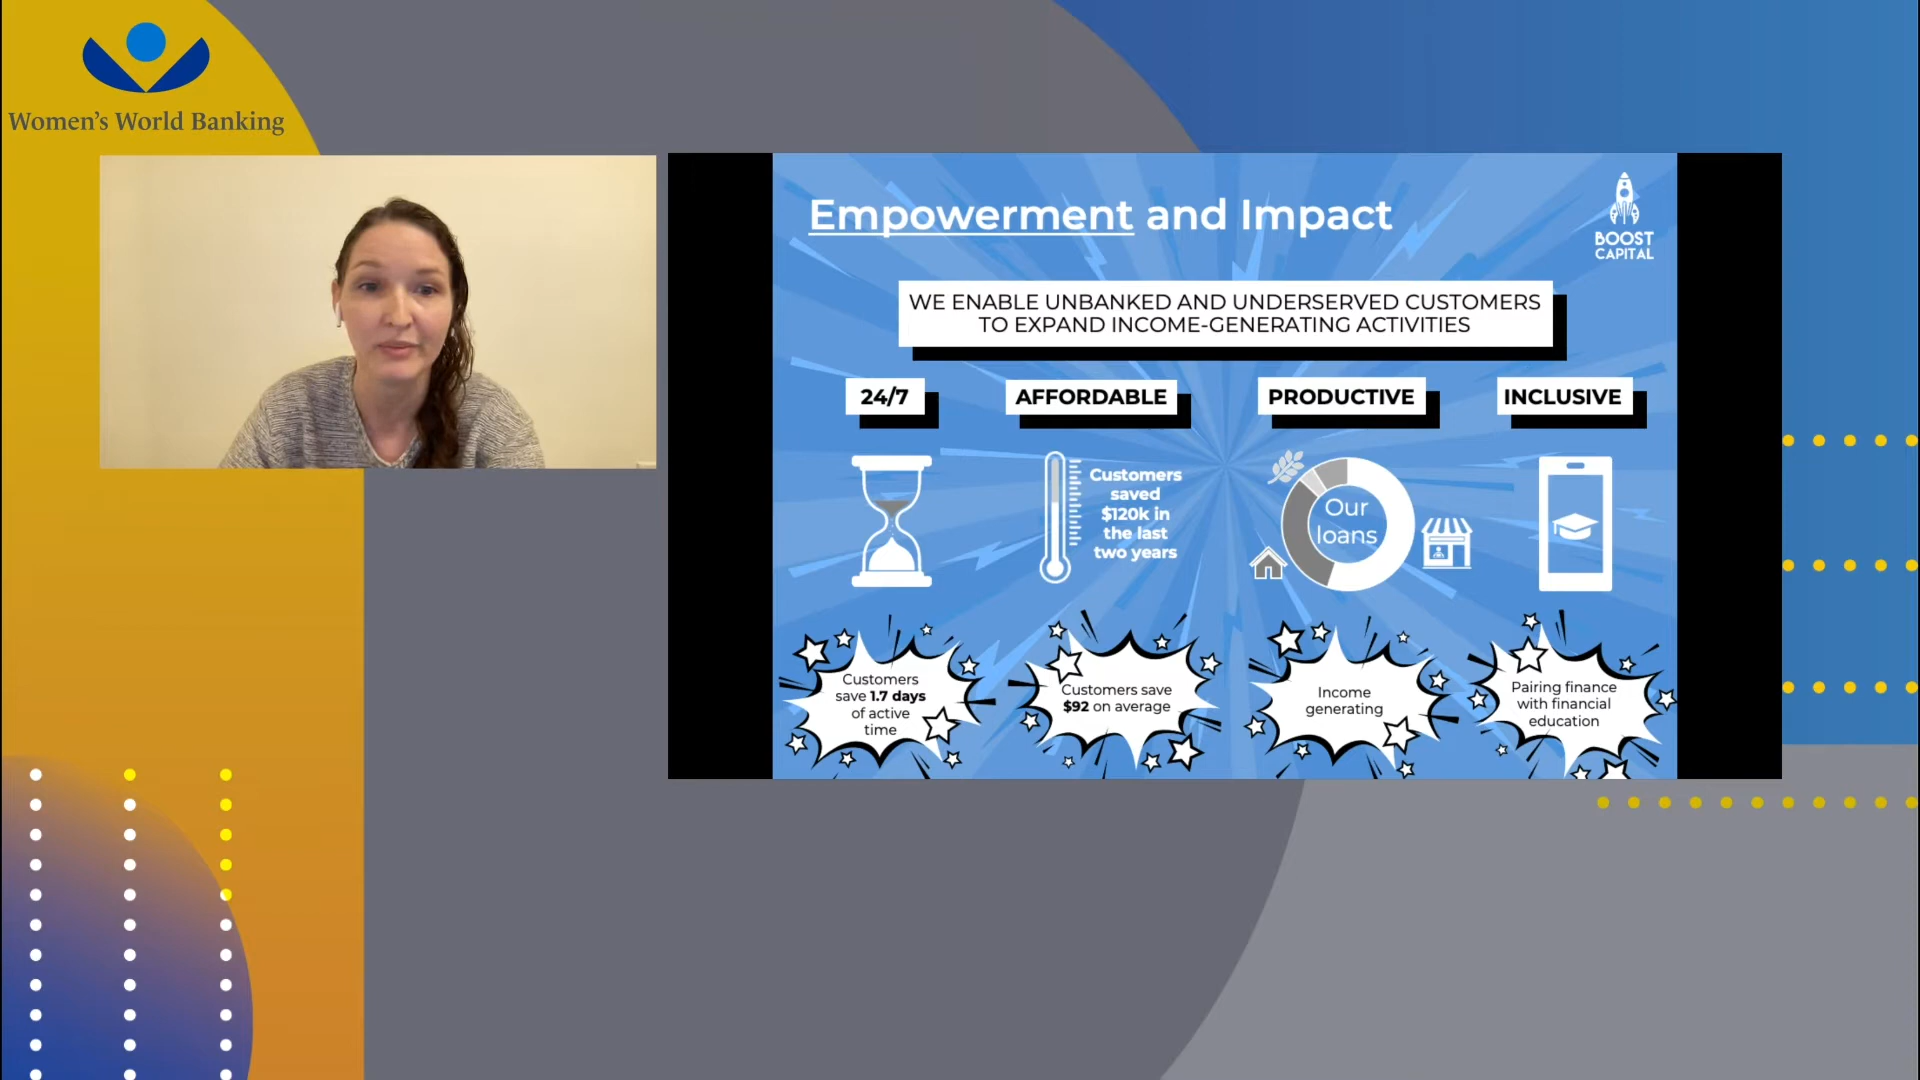 Women's World Banking
Empowerment and Impact
BOOST
CAPITAL
WE ENABLE UNBANKED AND UNDERSERVED CUSTOMERS
TO EXPAND INCOME-GENERATING ACTIVITIES
24/7
AFFORDABLE
PRODUCTIVE
INCLUSIVE
Customers
saved
$120k in
the last
two years
Our
loans
Customers
save 1.7 days
of active
time
Customers save
$92 on average
Income
generating
Pairing finance
with financial
education